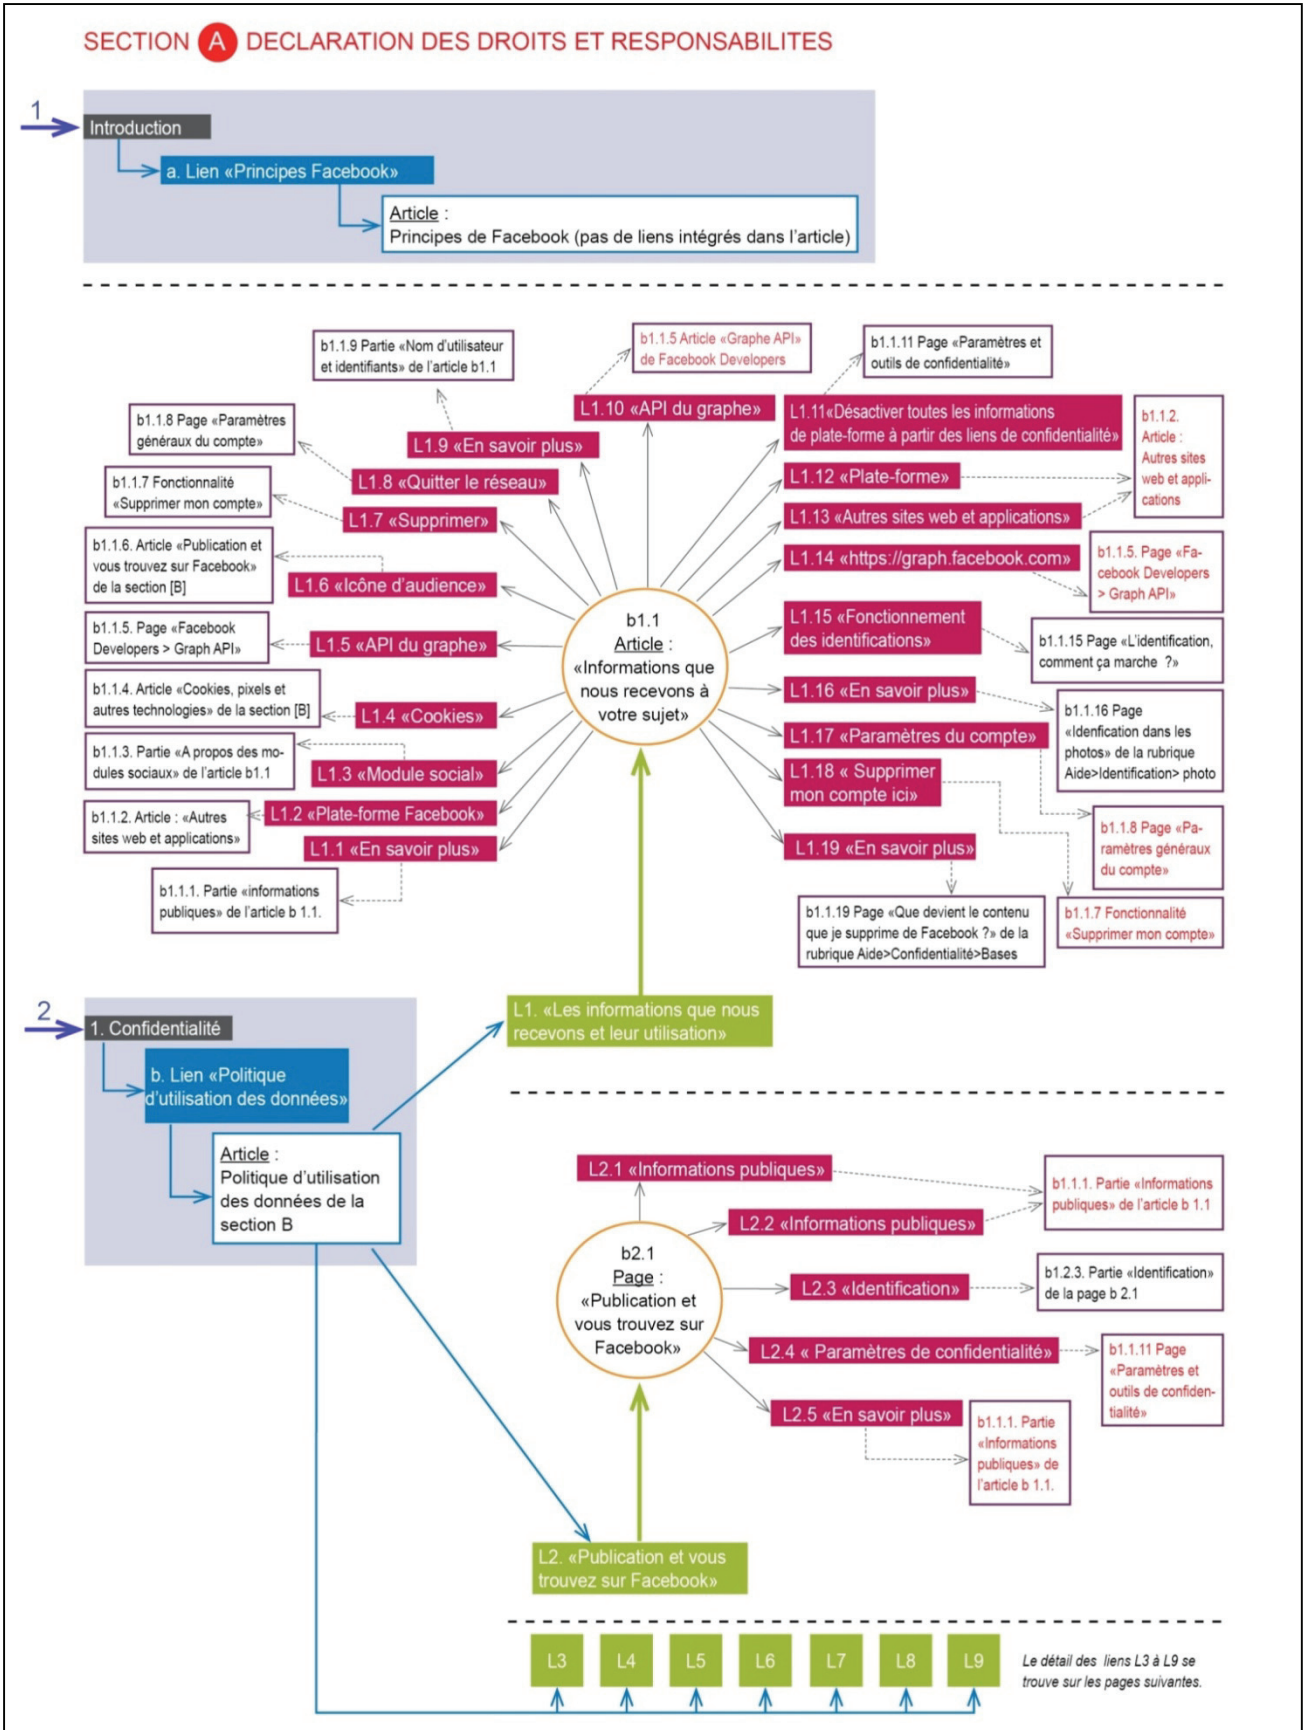 SECTION A DECLARATION DES DROITS ET RESPONSABILITES
1
Introduction
a. Lien «Principes Facebook»
Article :
Principes de Facebook (pas de liens intégrés dans l'article)
b1.1.9 Partie «Nom d'utilisateur
et identifiants» de l'article b1.1
b1.1.5 Article «Graphe API»
de Facebook Developers
b1.1.11 Page «Paramètres et
outils de confidentialité»
b1.1.8 Page «Paramètres
généraux du compte»
L1.9 «En savoir plus»
L1.10 «API du graphe»
L1.11«Désactiver toutes les informations
de plate-forme à partir des liens de confidentialité»
b1.1.2.
Article :
Autres sites
web et appli-
cations
b1.1.7 Fonctionnalité
«Supprimer mon compte»
L1.8 «Quitter le réseau»
L1.12 «Plate-forme»
L1.7 «Supprimer»
L1.13 «Autres sites web et applications»
b1.1.6. Article «Publication et
vous trouvez sur Facebook»
de la section [B]
L1.6 «Icône d'audience»
L1.14 «https://graph.facebook.com»
b1.1.5. Page «Fa-
cebook Developers
> Graph API»
b1.1.5. Page «Facebook
Developers > Graph API»
L1.5 «API du graphe»
b1.1
Article :
«Informations que
nous recevons à
votre sujet»
L1.15 «Fonctionnement
des identifications»
b1.1.15 Page «L'identification,
comment ça marche ?»
b1.1.4. Article «Cookies, pixels et
autres technologies» de la section [B]
L1.4 «Cookies»
L1.16 «En savoir plus»
b1.1.16 Page
«Idenfication dans les
photos» de la rubrique
Aide>Identification> photo
b1.1.3. Partie «A propos des mo-
dules sociaux» de l'article b1.1
L1.3 «Module social»
L1.17 «Paramètres du compte»
L1.18 « Supprimer
mon compte ici»
b1.1.2. Article : «Autres
sites web et applications»
L1.2 «Plate-forme Facebook»
b1.1.8 Page «Pa-
ramètres généraux
du compte»
L1.1 «En savoir plus»
L1.19 «En savoir plus»
b1.1.1. Partie «informations
publiques» de l'article b 1.1.
b1.1.19 Page «Que devient le contenu
que je supprime de Facebook ?» de la
rubrique Aide>Confidentialité>Bases
b1.1.7 Fonctionnalité
«Supprimer mon compte»
2
1. Confidentialité
b. Lien «Politique
d'utilisation des données»
Article :
Politique d'utilisation
des données de la
section B
L1. «Les informations que nous
recevons et leur utilisation»
L2.1 «Informations publiques»
b1.1.1. Partie «Informations
publiques» de l'article b 1.1
L2.2 «Informations publiques»
b2.1
Page :
«Publication et
vous trouvez sur
Facebook»
L2.3 «Identification»
b1.2.3. Partie «Identification»
de la page b 2.1
L2.4 « Paramètres de confidentialité»
b1.1.11 Page
«Paramètres et
outils de confiden-
tialité»
L2.5 «En savoir plus»
b1.1.1. Partie
«Informations
publiques» de
l'article b 1.1.
L2. «Publication et vous
trouvez sur Facebook»
L3 L4 L5 L6 L7 L8 L9
Le détail des liens L3 à L9 se
trouve sur les pages suivantes.